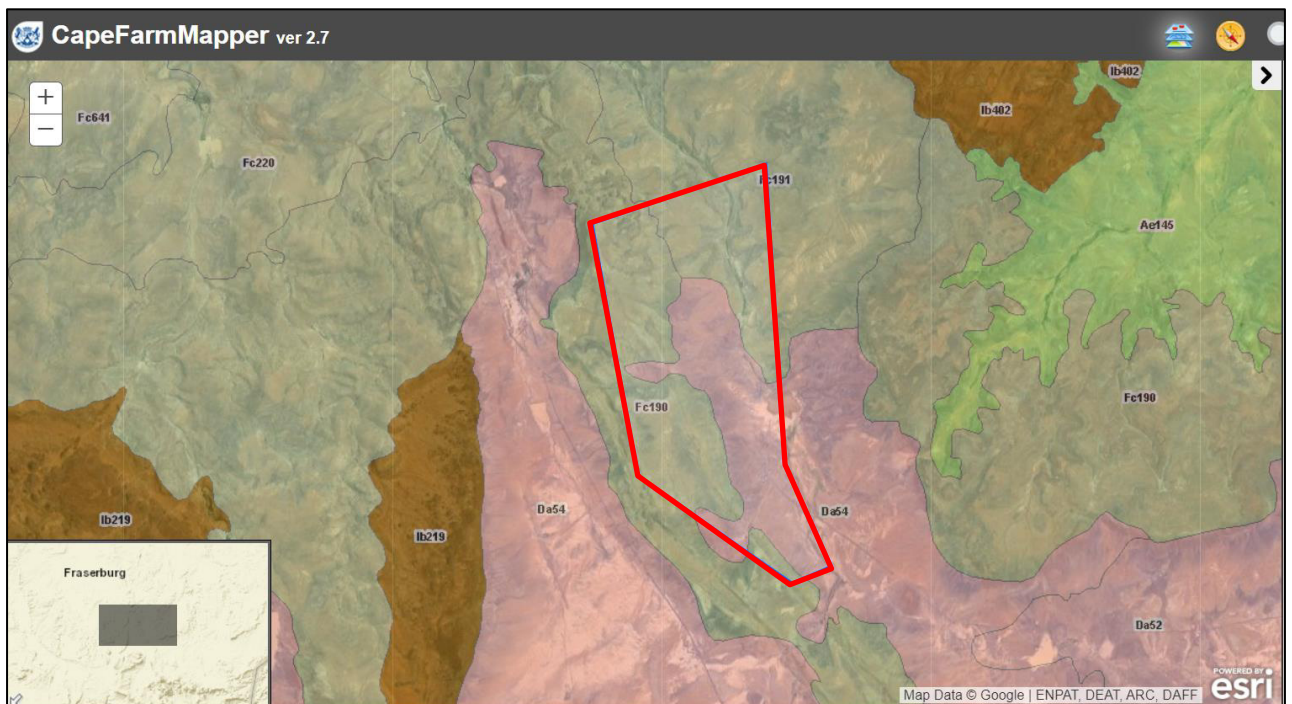 CapeFarmMapper ver 2.7
+
−
Fc641
Fc220
Fc191
Ib402
Ib402
Ae145
Fc190
Fc190
Da54
Da54
Ib219
Ib219
Da52
Fraserburg
POWERED BY
esri
Map Data © Google | ENPAT, DEAT, ARC, DAFF